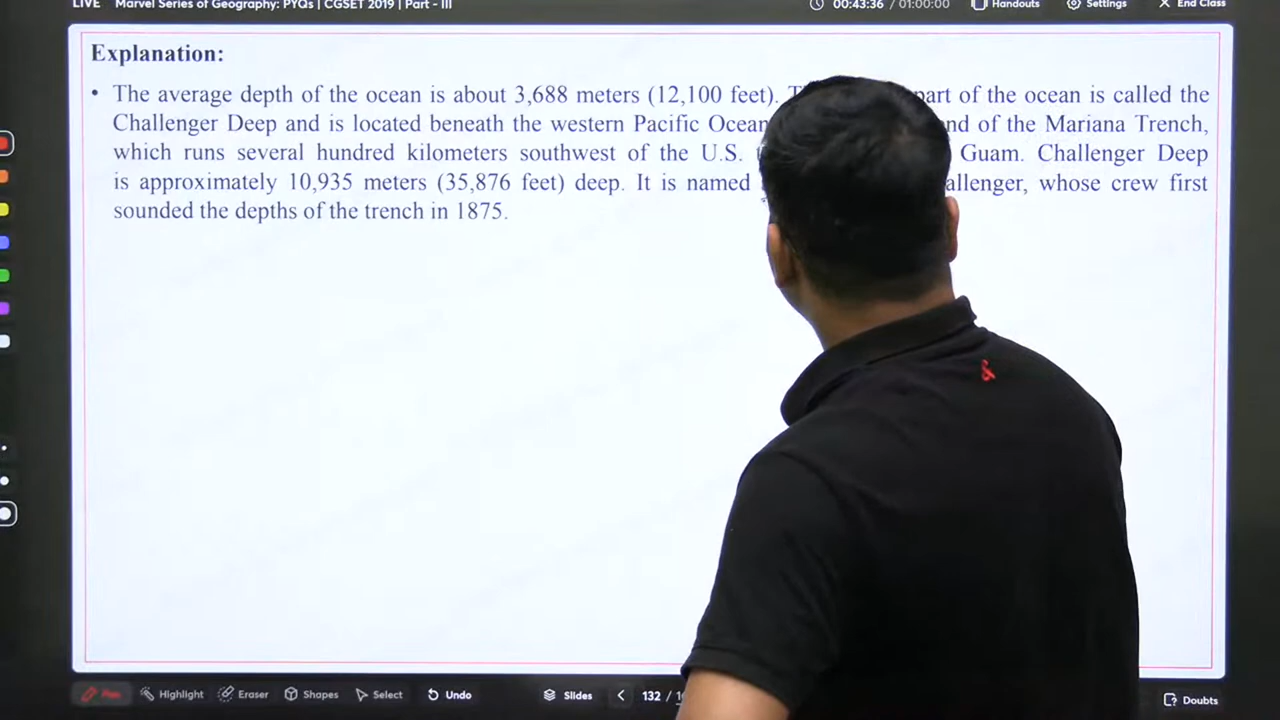 LIVE Marvel Series of Geography: PYQs | CGSET 2019 | Part - III 00:43:36 / 01:00:00 Handouts Settings End Class
Explanation:
• The average depth of the ocean is about 3,688 meters (12,100 feet). part of the ocean is called the
Challenger Deep and is located beneath the western Pacific Ocean of the Mariana Trench,
which runs several hundred kilometers southwest of the U.S. Guam. Challenger Deep
is approximately 10,935 meters (35,876 feet) deep. It is named whose crew first
sounded the depths of the trench in 1875.
&
Pen Highlight Eraser Shapes Select Undo Slides 132 / Doubts